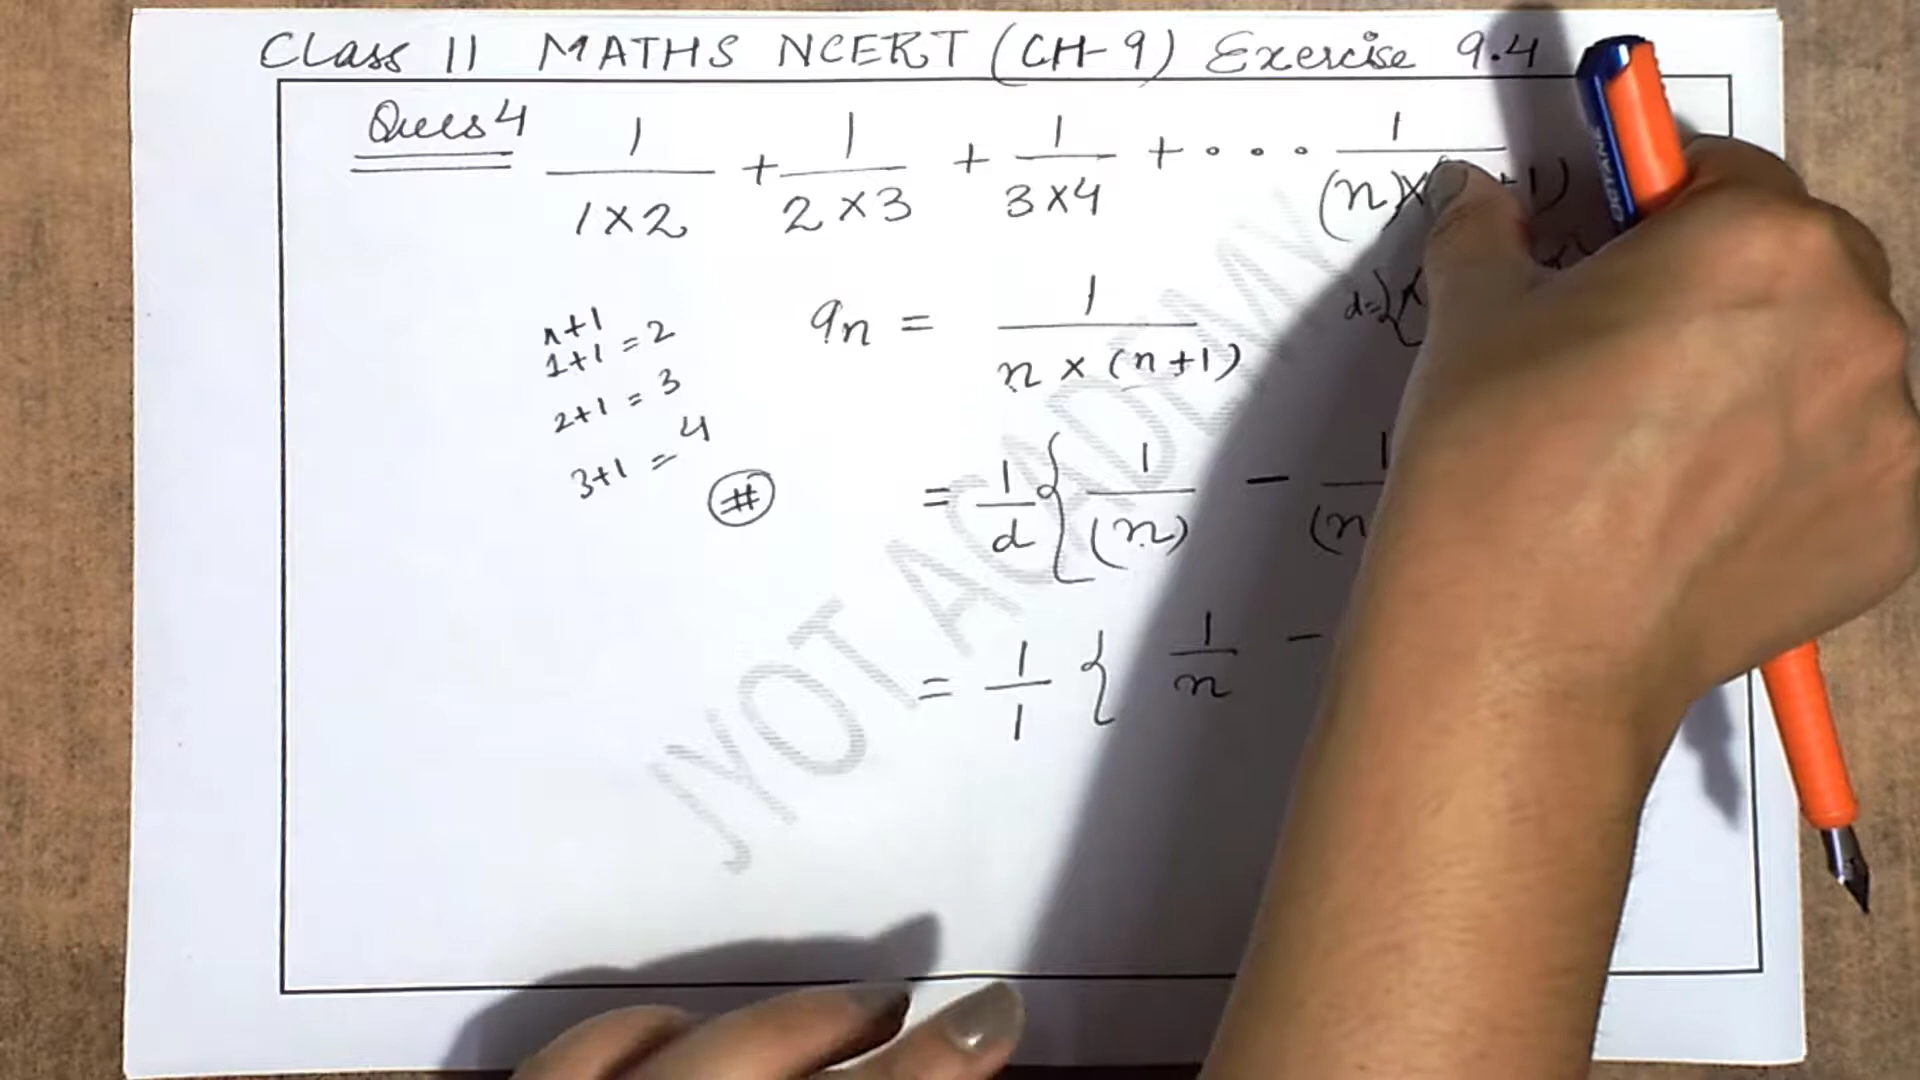 Class 11 MATHS NCERT (CH-9) Exercise 9.4
Ques 4 1/(1×2) + 1/(2×3) + 1/(3×4) + . . . 1/((n)× +1)
n+1
1+1 = 2
2+1 = 3
3+1 = 4
#
an = 1/(n × (n+1))
d=
= 1/d { 1/(n) - 1/(n
= 1/1 { 1/n -
JYOT ACADEMY